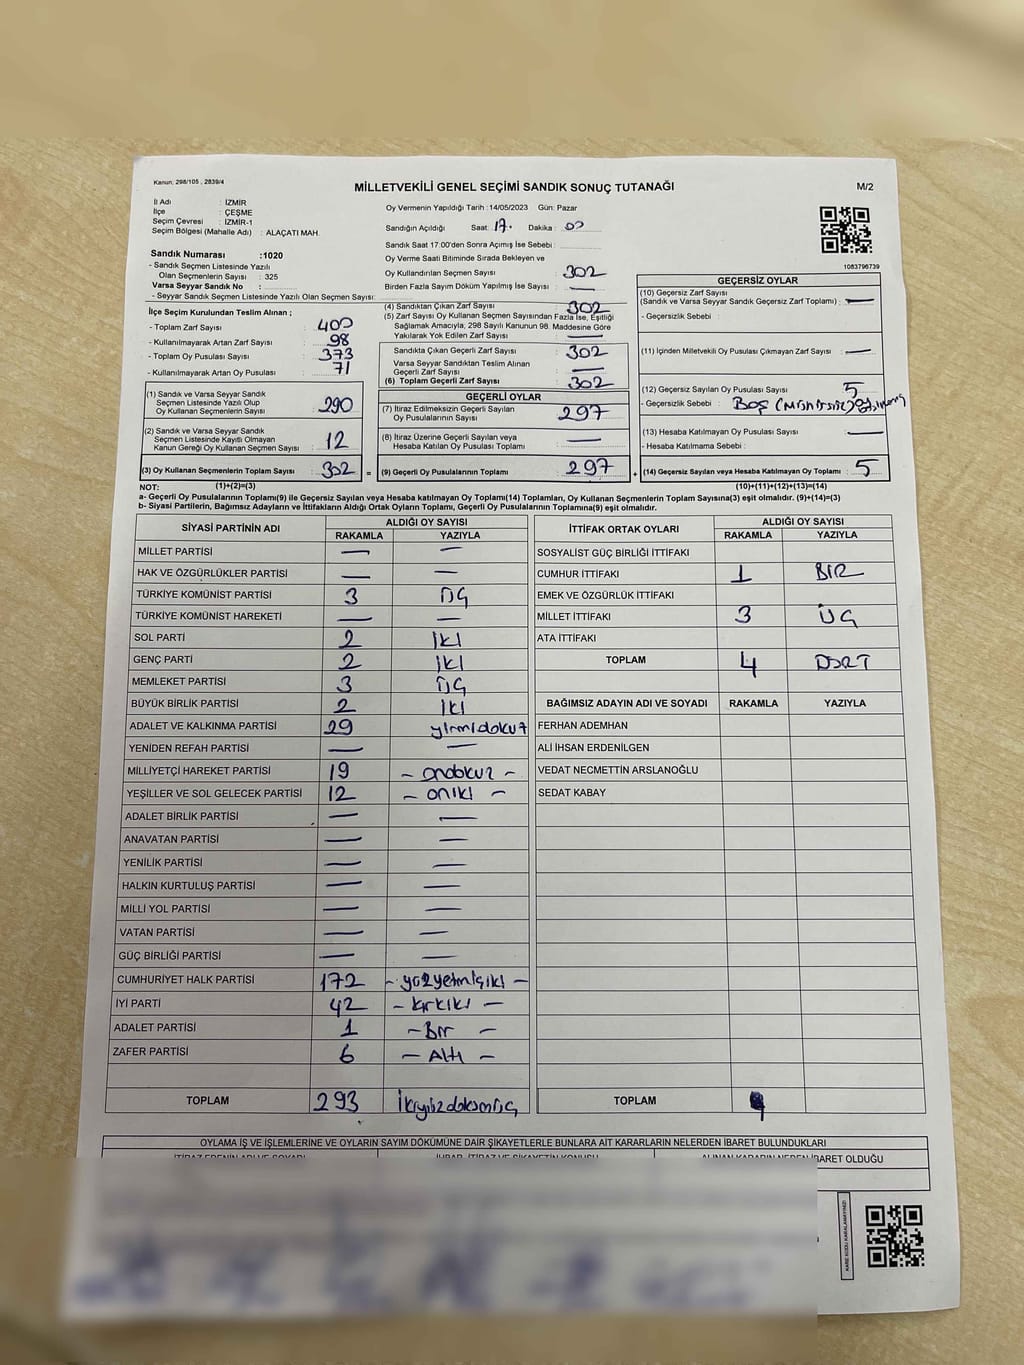 Kanun; 298/105 , 2839/4
MİLLETVEKİLİ GENEL SEÇİMİ SANDIK SONUÇ TUTANAĞI
M/2
İl Adı : İZMİR
İlçe : ÇEŞME
Seçim Çevresi : İZMİR-1
Seçim Bölgesi (Mahalle Adı) : ALAÇATI MAH.
Oy Vermenin Yapıldığı Tarih :14/05/2023 Gün: Pazar
Sandığın Açıldığı Saat: 17. Dakika : 00
Sandık Saat 17.00'den Sonra Açımış İse Sebebi :
Oy Verme Saati Bitiminde Sırada Bekleyen ve
Oy Kullandırılan Seçmen Sayısı 302
Birden Fazla Sayım Döküm Yapılmış İse Sayısı : —
1083796739
Sandık Numarası :1020
- Sandık Seçmen Listesinde Yazılı
Olan Seçmenlerin Sayısı : 325
Varsa Seyyar Sandık No :
- Seyyar Sandık Seçmen Listesinde Yazılı Olan Seçmen Sayısı:
İlçe Seçim Kurulundan Teslim Alınan ;
- Toplam Zarf Sayısı : 400
- Kullanılmayarak Artan Zarf Sayısı : 98
- Toplam Oy Pusulası Sayısı : 373
- Kullanılmayarak Artan Oy Pusulası : 71
(1) Sandık ve Varsa Seyyar Sandık
Seçmen Listesinde Yazılı Olup
Oy Kullanan Seçmenlerin Sayısı : 290
(2) Sandık ve Varsa Seyyar Sandık
Seçmen Listesinde Kayıtlı Olmayan
Kanun Gereği Oy Kullanan Seçmen Sayısı : 12
(3) Oy Kullanan Seçmenlerin Toplam Sayısı : 302 =
(4) Sandıktan Çıkan Zarf Sayısı : 302
(5) Zarf Sayısı Oy Kullanan Seçmen Sayısından Fazla İse, Eşitliği
Sağlamak Amacıyla, 298 Sayılı Kanunun 98. Maddesine Göre
Yakılarak Yok Edilen Zarf Sayısı : —
Sandıkta Çıkan Geçerli Zarf Sayısı : 302
Varsa Seyyar Sandıktan Teslim Alınan
Geçerli Zarf Sayısı : —
(6) Toplam Geçerli Zarf Sayısı : 302
GEÇERLİ OYLAR
(7) İtiraz Edilmeksizin Geçerli Sayılan
Oy Pusulalarının Sayısı : 297
(8) İtiraz Üzerine Geçerli Sayılan veya
Hesaba Katılan Oy Pusulası Toplamı : —
(9) Geçerli Oy Pusulalarının Toplamı : 297 +
GEÇERSİZ OYLAR
(10) Geçersiz Zarf Sayısı
(Sandık ve Varsa Seyyar Sandık Geçersiz Zarf Toplamı) : —
- Geçersizlik Sebebi :
(11) İçinden Milletvekili Oy Pusulası Çıkmayan Zarf Sayısı : —
(12) Geçersiz Sayılan Oy Pusulası Sayısı : 5
- Geçersizlik Sebebi : Boş
(13) Hesaba Katılmayan Oy Pusulası Sayısı : —
- Hesaba Katılmama Sebebi :
(14) Geçersiz Sayılan veya Hesaba Katılmayan Oy Toplamı : 5
NOT: (1)+(2)=(3) (10)+(11)+(12)+(13)=(14)
a- Geçerli Oy Pusulalarının Toplamı(9) ile Geçersiz Sayılan veya Hesaba katılmayan Oy Toplamı(14) Toplamları, Oy Kullanan Seçmenlerin Toplam Sayısına(3) eşit olmalıdır. (9)+(14)=(3)
b- Siyasi Partilerin, Bağımsız Adayların ve İttifakların Aldığı Ortak Oyların Toplamı, Geçerli Oy Pusulalarının Toplamına(9) eşit olmalıdır.
SİYASİ PARTİNİN ADI ALDIĞI OY SAYISI
RAKAMLA YAZIYLA
MİLLET PARTİSİ — —
HAK VE ÖZGÜRLÜKLER PARTİSİ — —
TÜRKİYE KOMÜNİST PARTİSİ 3 ÜÇ
TÜRKİYE KOMÜNİST HAREKETİ — —
SOL PARTİ 2 İKİ
GENÇ PARTİ 2 İKİ
MEMLEKET PARTİSİ 3 ÜÇ
BÜYÜK BİRLİK PARTİSİ 2 İKİ
ADALET VE KALKINMA PARTİSİ 29 yirmidokuz
YENİDEN REFAH PARTİSİ — —
MİLLİYETÇİ HAREKET PARTİSİ 19 - ondokuz -
YEŞİLLER VE SOL GELECEK PARTİSİ 12 - oniki -
ADALET BİRLİK PARTİSİ — —
ANAVATAN PARTİSİ — —
YENİLİK PARTİSİ — —
HALKIN KURTULUŞ PARTİSİ — —
MİLLİ YOL PARTİSİ — —
VATAN PARTİSİ — —
GÜÇ BİRLİĞİ PARTİSİ — —
CUMHURİYET HALK PARTİSİ 172 - yüzyetmişiki -
İYİ PARTİ 42 - kırkiki -
ADALET PARTİSİ 1 - Bir -
ZAFER PARTİSİ 6 - Altı -
TOPLAM 293 İkiyüzdoksanüç
İTTİFAK ORTAK OYLARI ALDIĞI OY SAYISI
RAKAMLA YAZIYLA
SOSYALİST GÜÇ BİRLİĞİ İTTİFAKI
CUMHUR İTTİFAKI 1 BİR
EMEK VE ÖZGÜRLÜK İTTİFAKI
MİLLET İTTİFAKI 3 ÜÇ
ATA İTTİFAKI
TOPLAM 4 DÖRT
BAĞIMSIZ ADAYIN ADI VE SOYADI RAKAMLA YAZIYLA
FERHAN ADEMHAN
ALİ İHSAN ERDENİLGEN
VEDAT NECMETTİN ARSLANOĞLU
SEDAT KABAY
TOPLAM
OYLAMA İŞ VE İŞLEMLERİNE VE OYLARIN SAYIM DÖKÜMÜNE DAİR ŞİKAYETLERLE BUNLARA AİT KARARLARIN NELERDEN İBARET BULUNDUKLARI
İTİRAZ EDENİN ADI VE SOYADI İHBAR, İTİRAZ VE ŞİKAYETİN KONUSU ALINAN KARARIN NEDEN İBARET OLDUĞU
KARE KODU KARALAMAYINIZ!